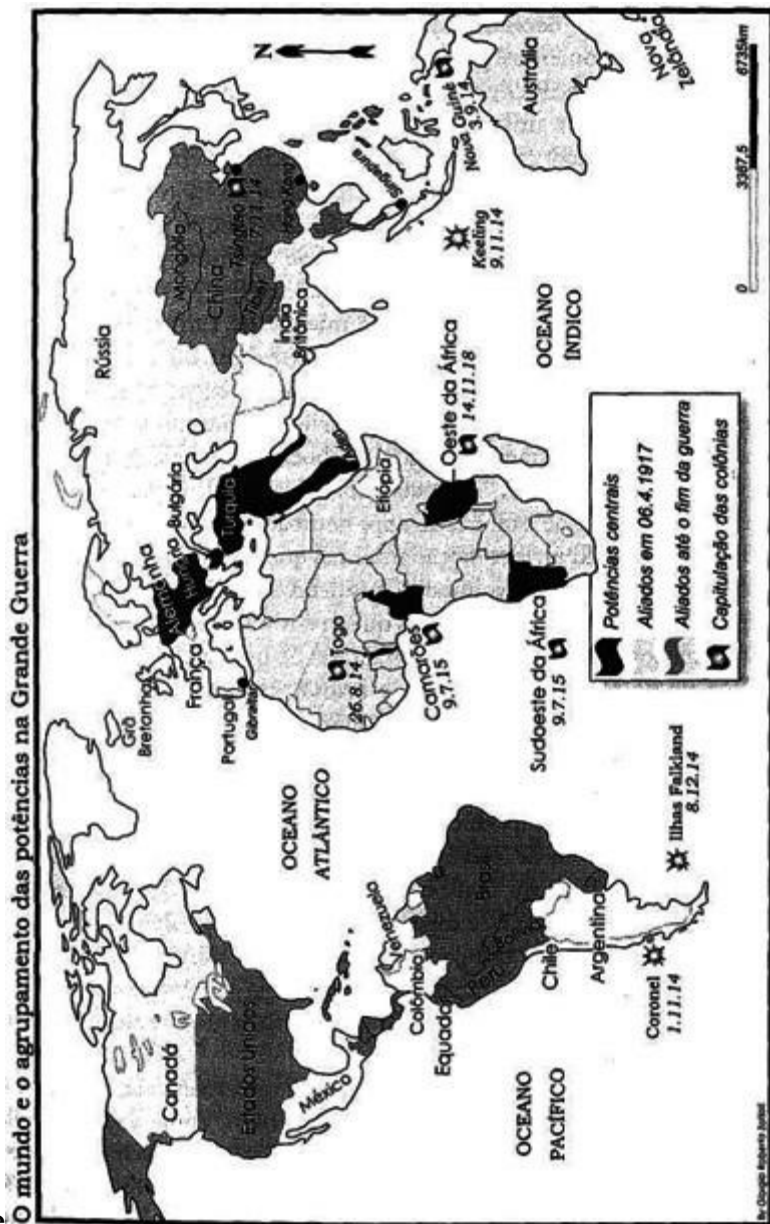 O mundo e o agrupamento das potências na Grande Guerra
N
Canadá
Estados Unidos
México
OCEANO
PACÍFICO
Colômbia
Venezuela
Equador
Peru
Brasil
Chile
Argentina
Coronel
1.11.14
Ilhas Falkland
8.12.14
OCEANO
ATLÂNTICO
Grã
Bretanha
França
Portugal
Gibraltar
Alemanha
Hungria
Bulgária
Turquia
Rússia
Togo
26.8.14
Camarões
9.7.15
Sudoeste da África
9.7.15
Etiópia
Oeste da África
14.11.18
Mongólia
China
Tibet
Tsingtao
7.11.14
Hong Kong
Índia
Britânica
Singapura
Keeling
9.11.14
OCEANO
ÍNDICO
Nova Guiné
3.9.14
Austrália
Nova
Zelândia
0 3367,5 6735km
Potências centrais
Aliados em 06.4.1917
Aliados até o fim da guerra
Capitulação das colônias